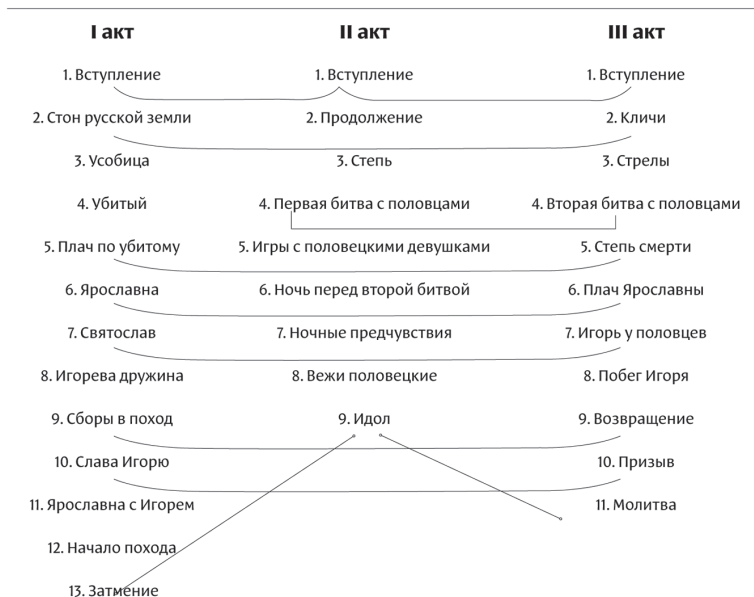 I акт
II акт
III акт
1. Вступление
1. Вступление
1. Вступление
2. Стон русской земли
2. Продолжение
2. Кличи
3. Усобица
3. Степь
3. Стрелы
4. Убитый
4. Первая битва с половцами
4. Вторая битва с половцами
5. Плач по убитому
5. Игры с половецкими девушками
5. Степь смерти
6. Ярославна
6. Ночь перед второй битвой
6. Плач Ярославны
7. Святослав
7. Ночные предчувствия
7. Игорь у половцев
8. Игорева дружина
8. Вежи половецкие
8. Побег Игоря
9. Сборы в поход
9. Идол
9. Возвращение
10. Слава Игорю
10. Призыв
11. Ярославна с Игорем
11. Молитва
12. Начало похода
13. Затмение